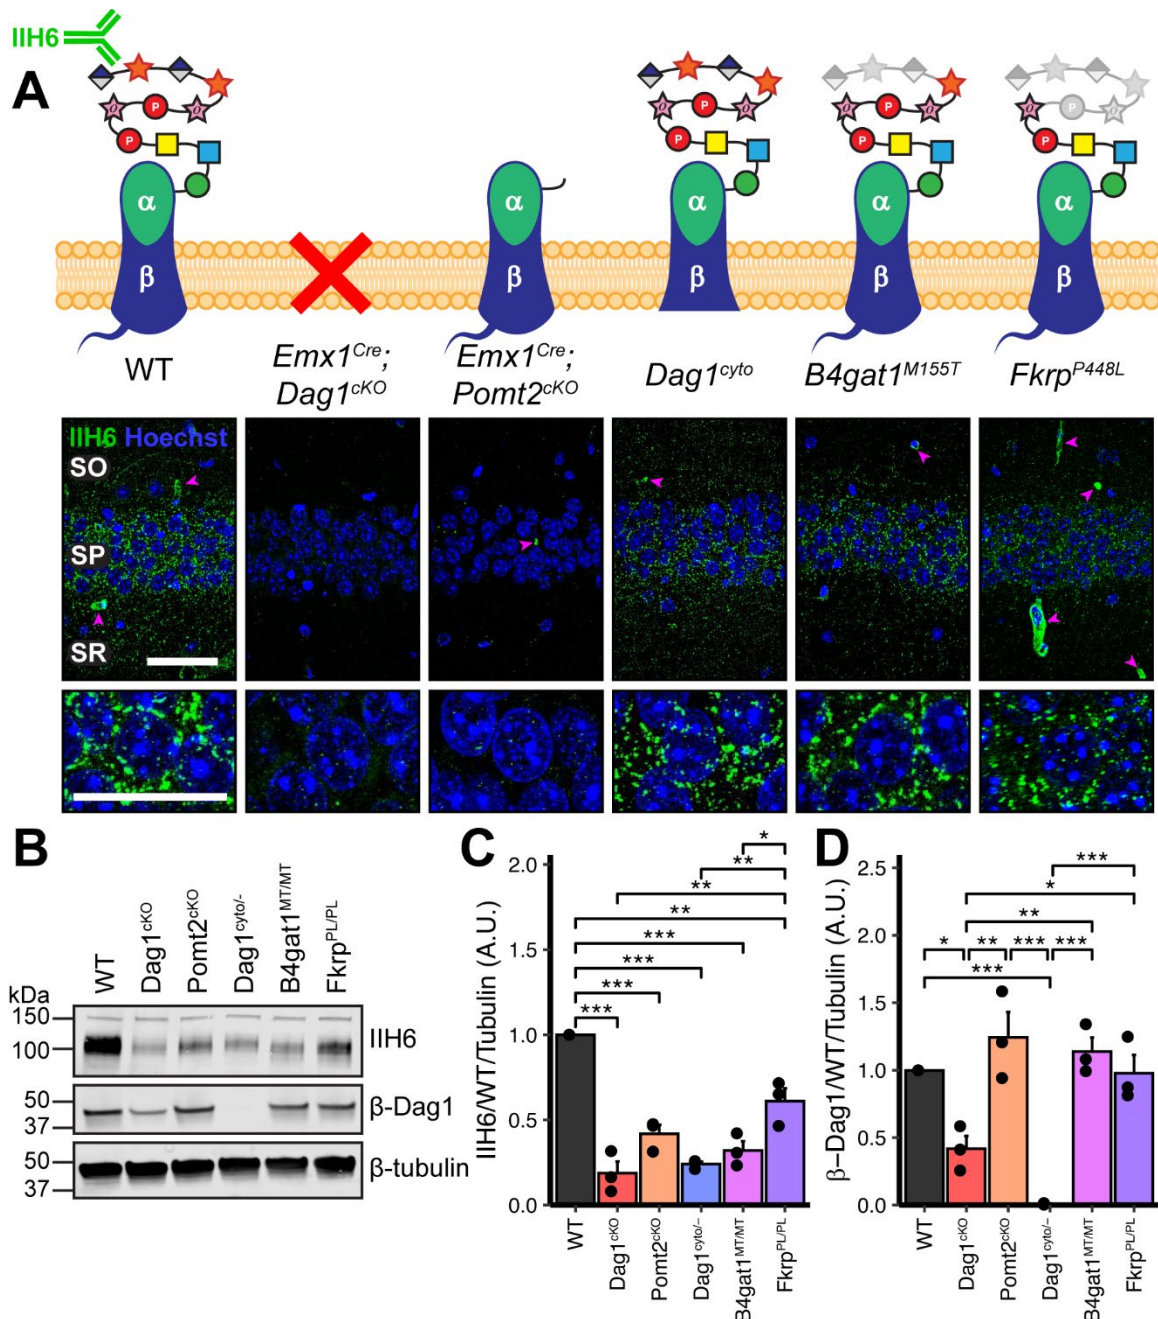 IIH6
A
P
P
P
P
P
P
P
P
P
α
α
α
α
α
β
β
β
β
β
WT
Emx1Cre;
Dag1cKO
Emx1Cre;
Pomt2cKO
Dag1cyto
B4gat1M155T
FkrpP448L
IIH6 Hoechst
SO
SP
SR
B
WT
Dag1cKO
Pomt2cKO
Dag1cyto/-
B4gat1MT/MT
FkrpPL/PL
kDa
150
100
IIH6
50
37
β-Dag1
50
37
β-tubulin
C
IIH6/WT/Tubulin (A.U.)
2.0
1.5
1.0
0.5
0.0
*
**
**
**
***
***
***
***
WT
Dag1cKO
Pomt2cKO
Dag1cyto/–
B4gat1MT/MT
FkrpPL/PL
D
β–Dag1/WT/Tubulin (A.U.)
2.5
2.0
1.5
1.0
0.5
0.0
***
*
**
* ** *** ***
***
WT
Dag1cKO
Pomt2cKO
Dag1cyto/–
B4gat1MT/MT
FkrpPL/PL